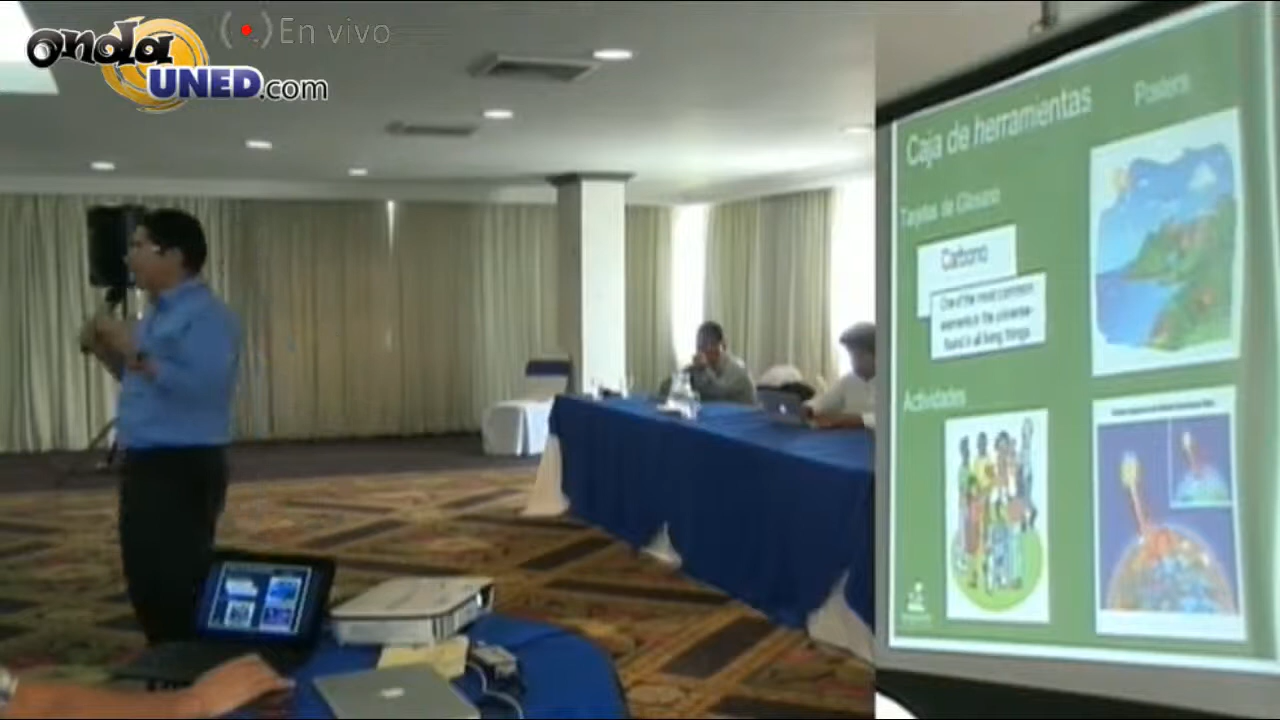 onda
UNED.com
En vivo
Caja de herramientas
Posters
Tarjetas de Glosario
Carbono
One of the most common
elements in the universe-
found in all living things
Actividades